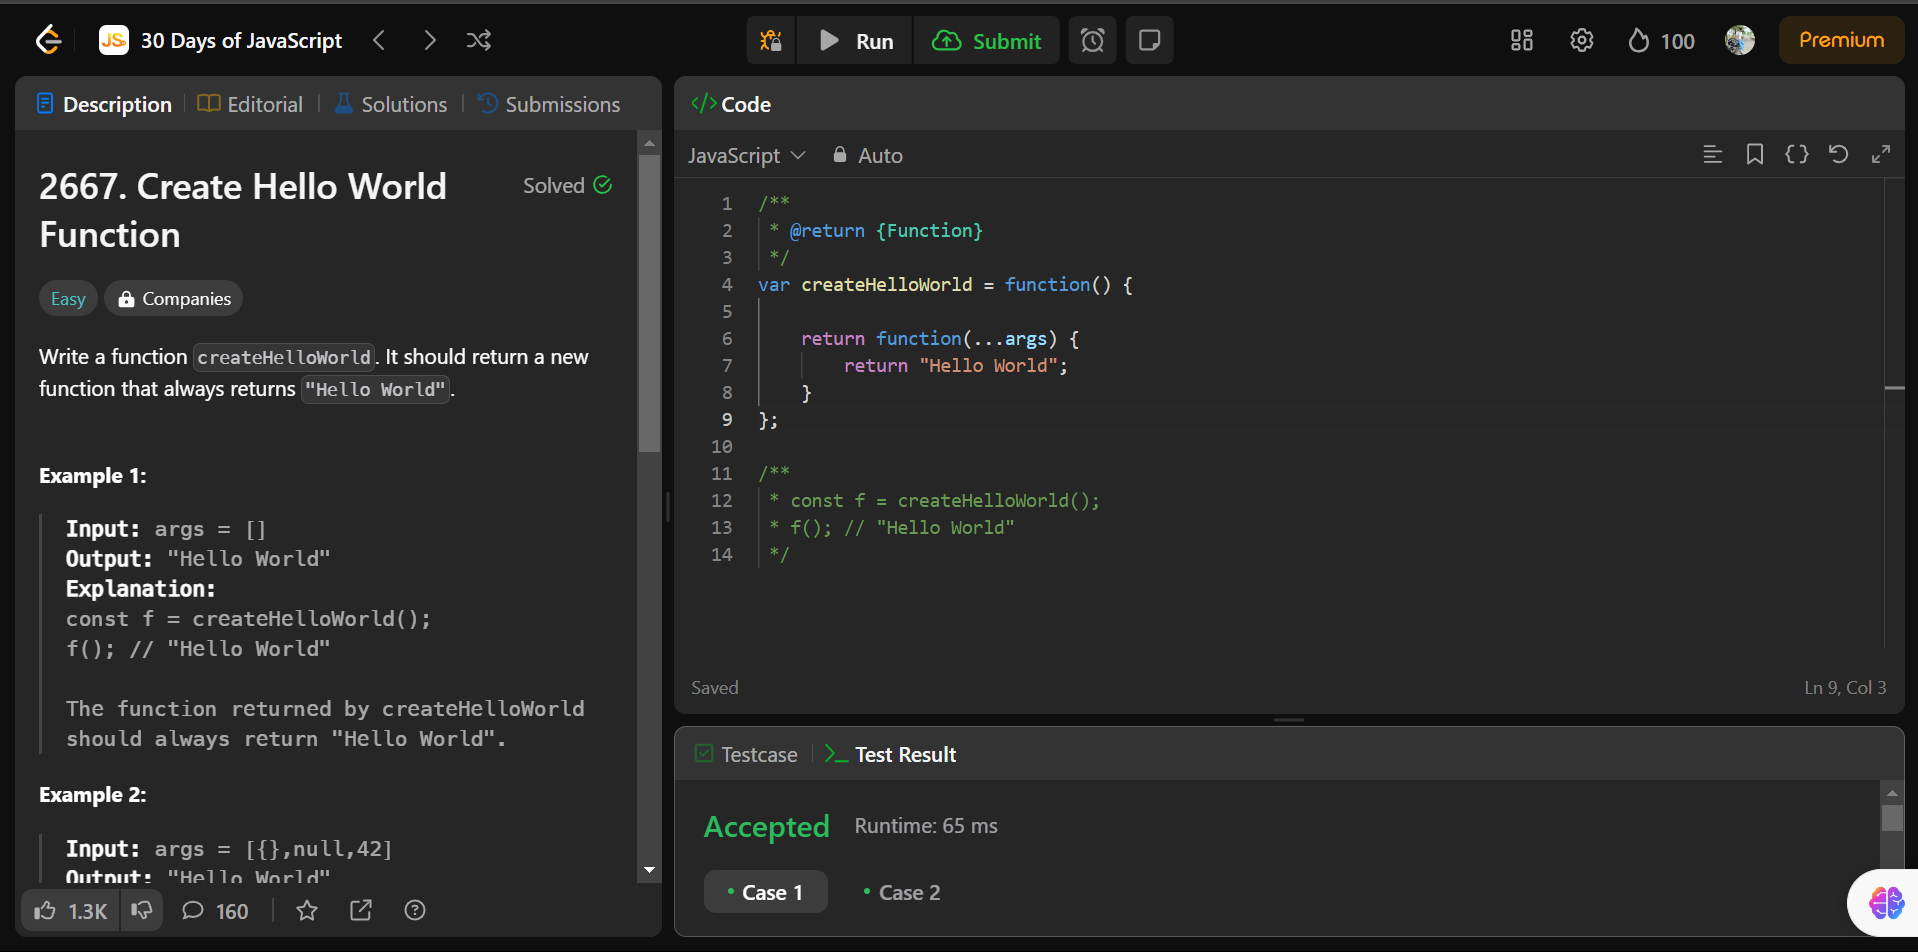 JS 30 Days of JavaScript
Run
Submit
100
Premium
Description
Editorial
Solutions
Submissions
2667. Create Hello World
Function
Solved
Easy
Companies
Write a function createHelloWorld. It should return a new
function that always returns "Hello World".
Example 1:
Input: args = []
Output: "Hello World"
Explanation:
const f = createHelloWorld();
f(); // "Hello World"
The function returned by createHelloWorld
should always return "Hello World".
Example 2:
Input: args = [{},null,42]
Output: "Hello World"
1.3K
160
</> Code
JavaScript
Auto
1 /**
2  * @return {Function}
3  */
4 var createHelloWorld = function() {
5
6     return function(...args) {
7         return "Hello World";
8     }
9 };
10
11 /**
12  * const f = createHelloWorld();
13  * f(); // "Hello World"
14  */
Saved
Ln 9, Col 3
Testcase
>_ Test Result
Accepted
Runtime: 65 ms
• Case 1
• Case 2